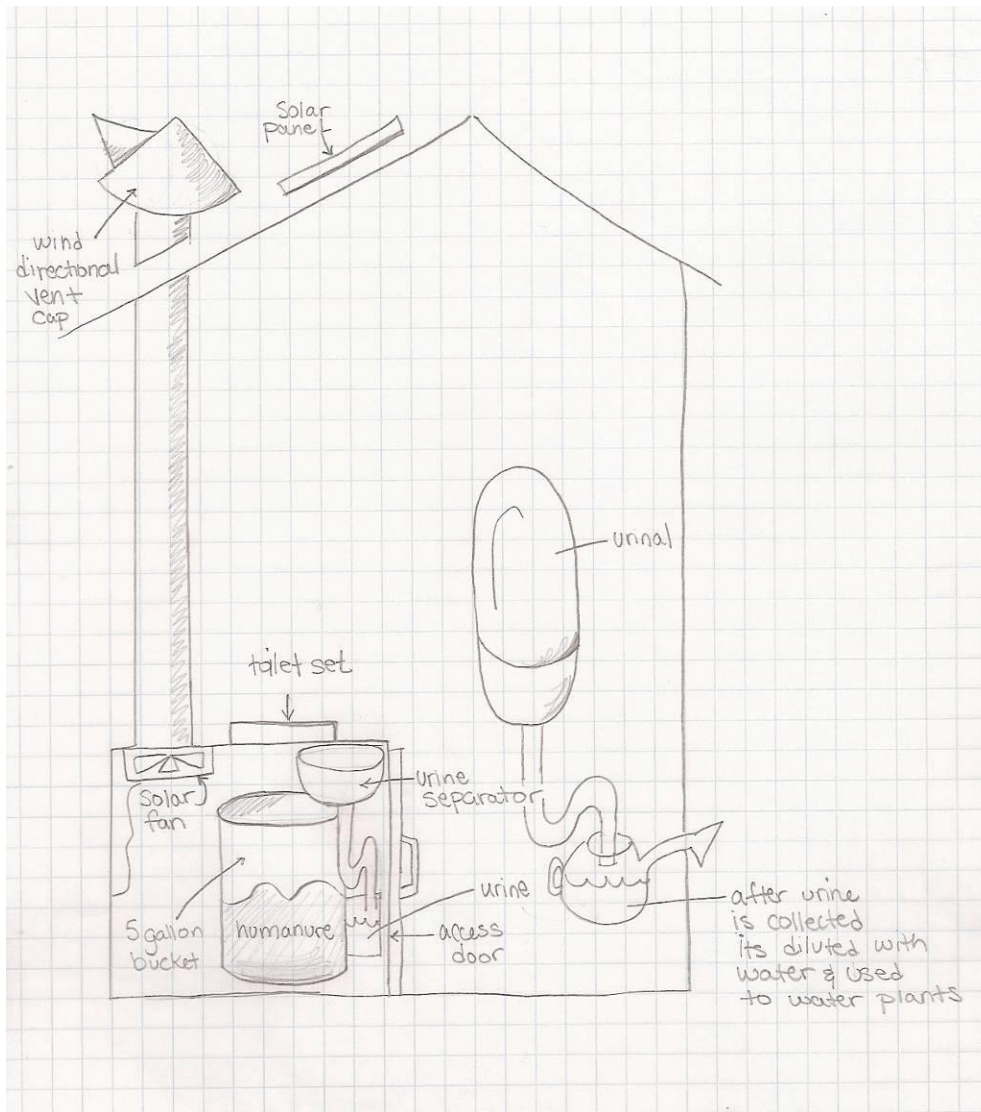 Solar
panel
wind
directional
vent
cap
urinal
toilet set
urine
separator
solar
fan
urine
5 gallon
bucket
humanure
access
door
after urine
is collected
its diluted with
water & used
to water plants